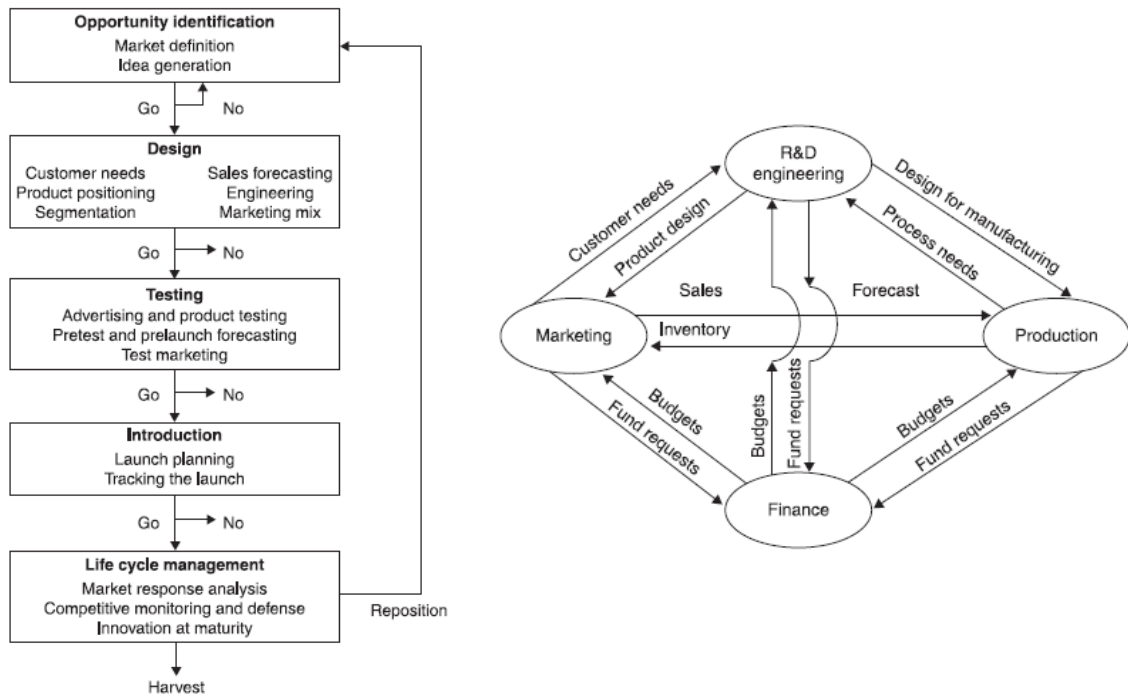 Opportunity identification
Market definition
Idea generation
Go
No
Design
Customer needs
Sales forecasting
Product positioning
Engineering
Segmentation
Marketing mix
Go
No
Testing
Advertising and product testing
Pretest and prelaunch forecasting
Test marketing
Go
No
Introduction
Launch planning
Tracking the launch
Go
No
Life cycle management
Market response analysis
Competitive monitoring and defense
Innovation at maturity
Reposition
Harvest
R&D
engineering
Customer needs
Product design
Design for manufacturing
Process needs
Sales
Forecast
Marketing
Inventory
Production
Budgets
Fund requests
Budgets
Fund requests
Budgets
Fund requests
Finance